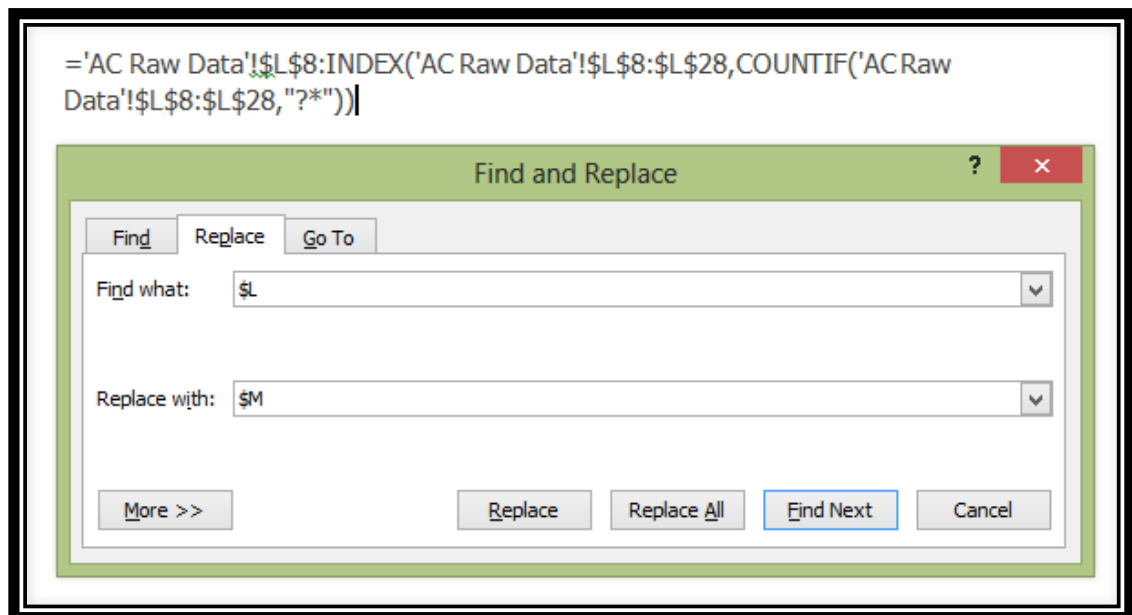 ='AC Raw Data'!$L$8:INDEX('AC Raw Data'!$L$8:$L$28,COUNTIF('AC Raw
Data'!$L$8:$L$28,"?*"))
Find and Replace
? ×
Find Replace Go To
Find what: $L
Replace with: $M
More >> Replace Replace All Find Next Cancel